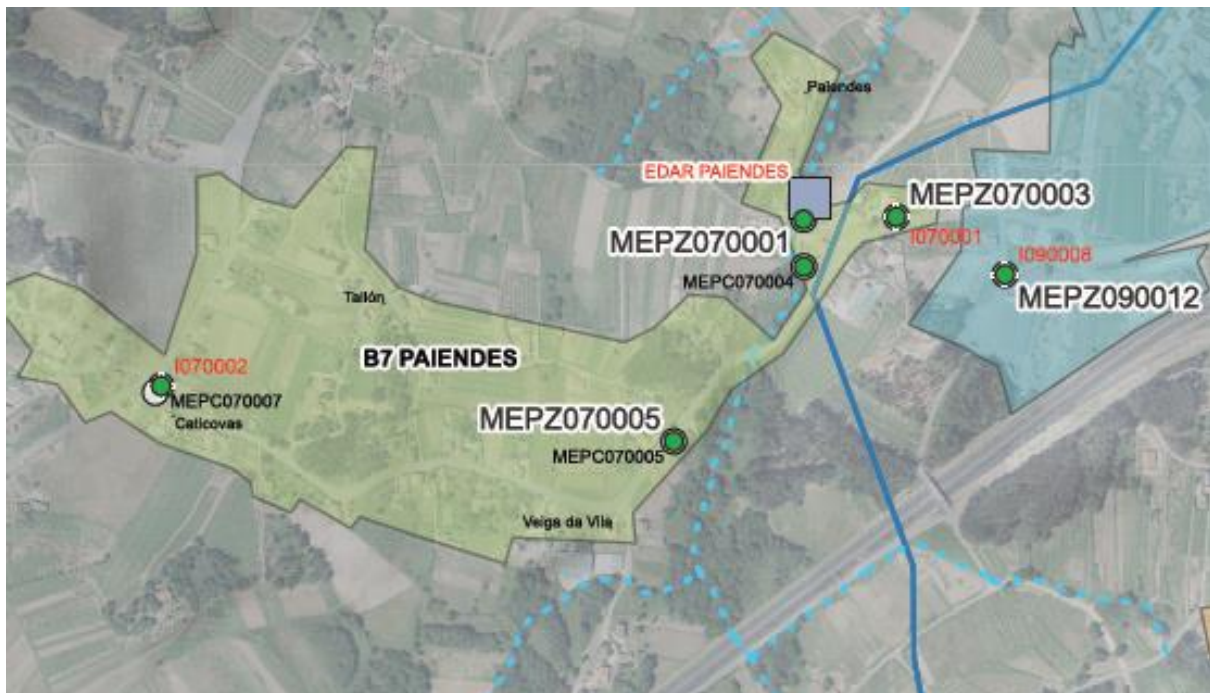 Paiendes
EDAR PAIENDES
MEPZ070003
MEPZ070001
I070001
I090008
MEPC070004
MEPZ090012
Tallón
B7 PAIENDES
I070002
MEPC070007
Caticovas
MEPZ070005
MEPC070005
Veiga da Vila